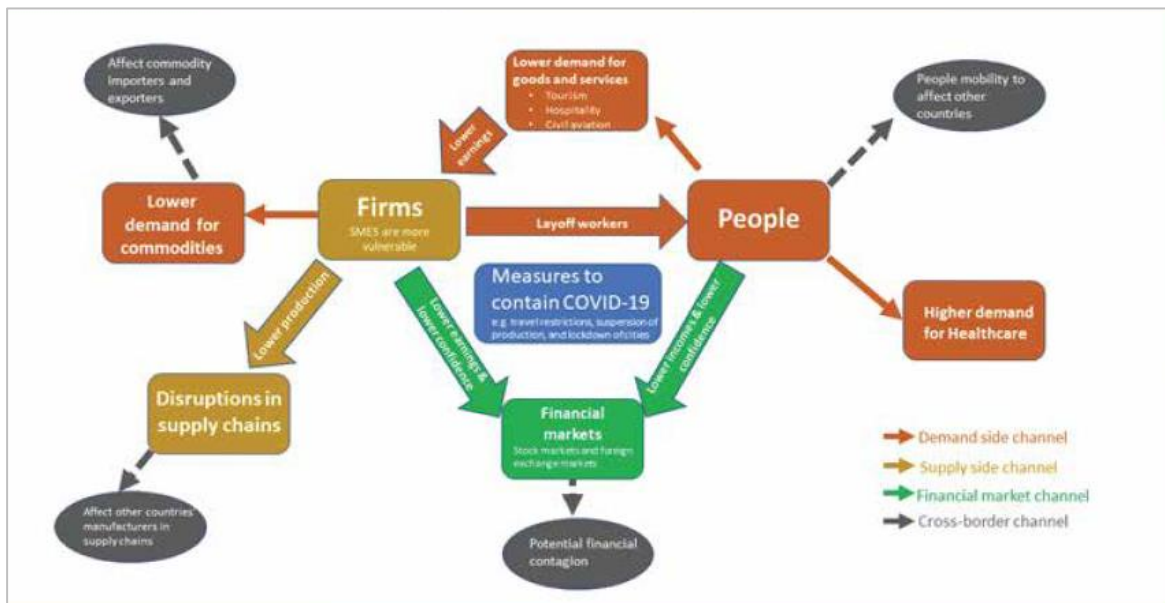 Affect commodity
Importers and
exporters
Lower demand for
goods and services
• Tourism
• Hospitality
• Civil aviation
People mobility to
affect other
countries
Lower
earnings
Lower
demand for
commodities
Firms
SMES are more
vulnerable
Layoff workers
People
Measures to
contain COVID-19
e.g. travel restrictions, suspension of
production, and lockdown ofcities
Lower production
Lower earnings &
lower confidence
Lower incomes & lower
confidence
Higher demand
for Healthcare
Disruptions in
supply chains
Financial
markets
Stock markets and foreign
exchange markets
Demand side channel
Supply side channel
Financial market channel
Cross-border channel
Affect other countries'
manufacturers in
supply chains
Potential financial
contagion